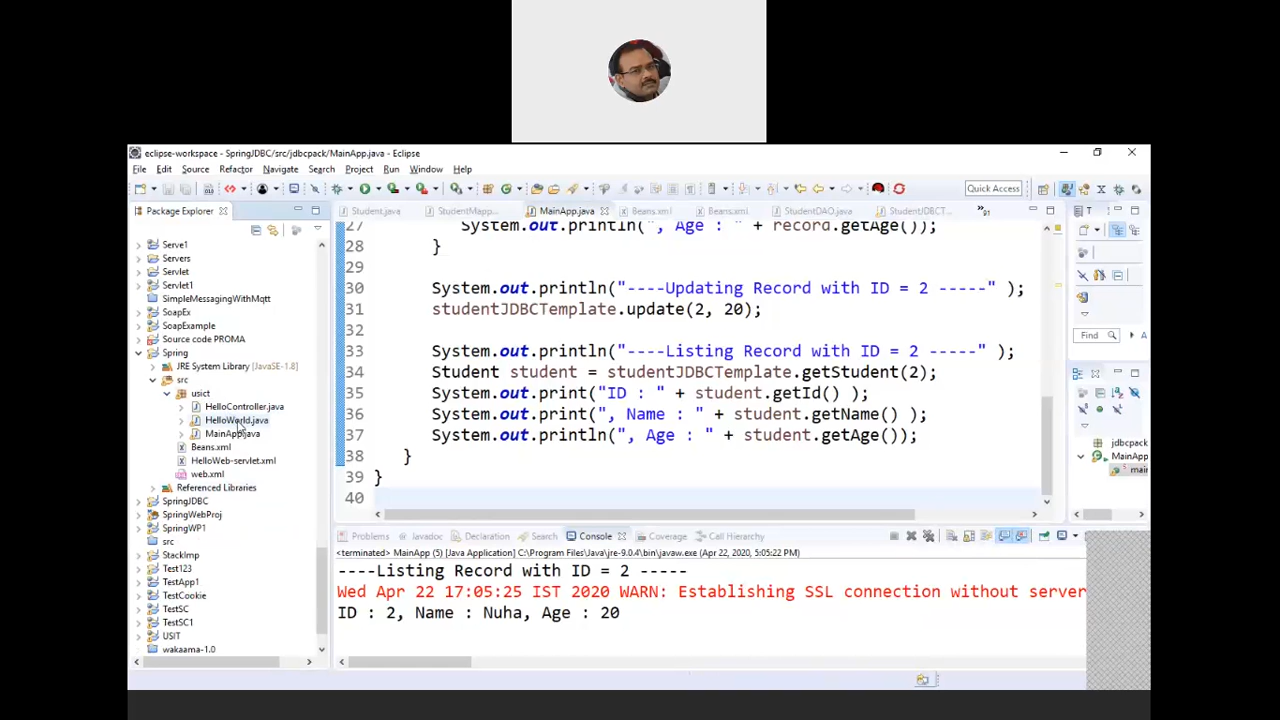 eclipse-workspace - SpringJDBC/src/jdbcpack/MainApp.java - Eclipse
File Edit Source Refactor Navigate Search Project Run Window Help
Quick Access
Package Explorer
Student.java StudentMapp... MainApp.java Beans.xml Beans.xml StudentDAO.java StudentJDBCT... 91
Serve1
Servers
Servlet
Servlet1
SimpleMessagingWithMqtt
SoapEx
SoapExample
Source code PROMA
Spring
JRE System Library [JavaSE-1.8]
src
usict
HelloController.java
HelloWorld.java
MainApp.java
Beans.xml
HelloWeb-servlet.xml
web.xml
Referenced Libraries
SpringJDBC
SpringWebProj
SpringWP1
src
StackImp
Test123
TestApp1
TestCookie
TestSC
TestSC1
USIT
wakaama-1.0
27 System.out.println(", Age : " + record.getAge());
28 }
29
30 System.out.println("----Updating Record with ID = 2 -----" );
31 studentJDBCTemplate.update(2, 20);
32
33 System.out.println("----Listing Record with ID = 2 -----" );
34 Student student = studentJDBCTemplate.getStudent(2);
35 System.out.print("ID : " + student.getId() );
36 System.out.print(", Name : " + student.getName() );
37 System.out.println(", Age : " + student.getAge());
38 }
39 }
40
T
Find
A
jdbcpack
MainApp
main
Problems Javadoc Declaration Search Console Coverage Call Hierarchy
<terminated> MainApp (5) [Java Application] C:\Program Files\Java\jre-9.0.4\bin\javaw.exe (Apr 22, 2020, 5:05:22 PM)
----Listing Record with ID = 2 -----
Wed Apr 22 17:05:25 IST 2020 WARN: Establishing SSL connection without server
ID : 2, Name : Nuha, Age : 20